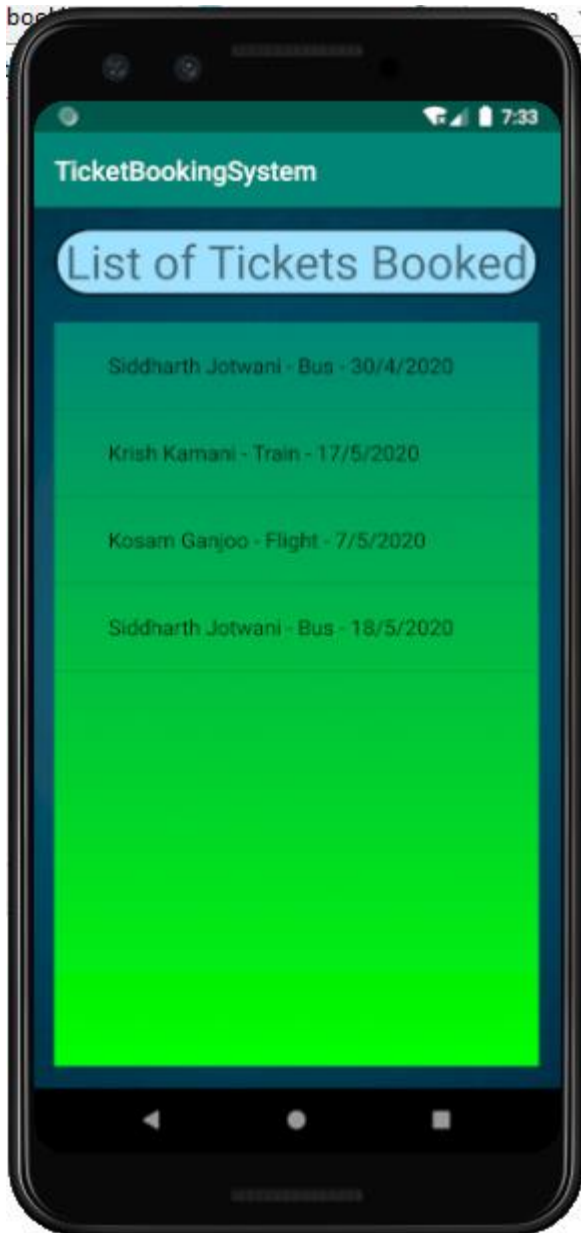 7:33
TicketBookingSystem
List of Tickets Booked
Siddharth Jotwani - Bus - 30/4/2020
Krish Kamani - Train - 17/5/2020
Kosam Ganjoo - Flight - 7/5/2020
Siddharth Jotwani - Bus - 18/5/2020